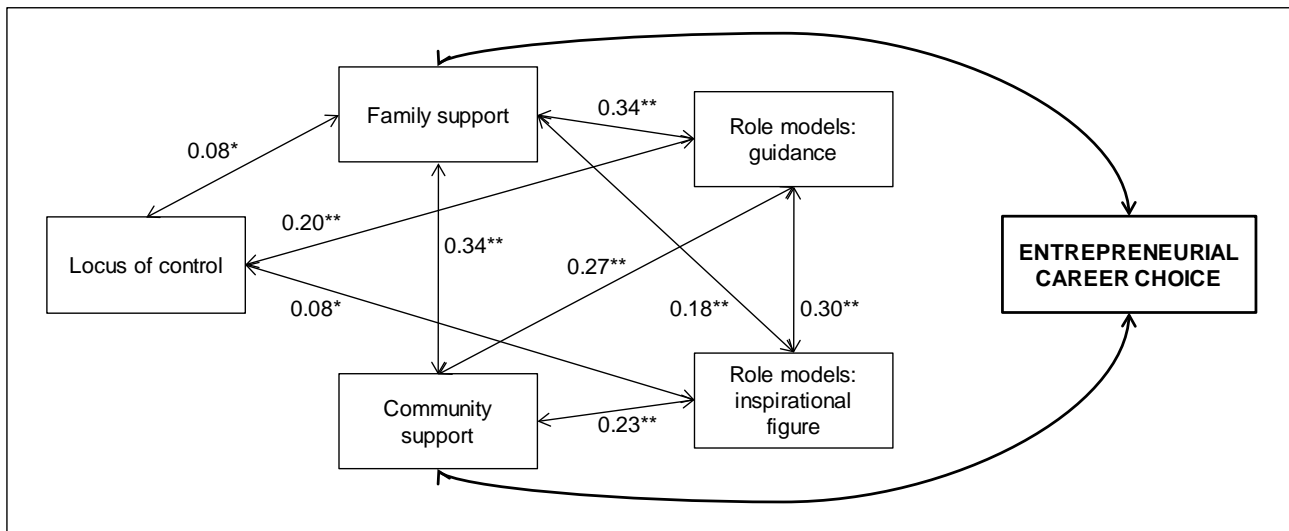 Family support
0.34**
Role models:
guidance
0.08*
0.20**
0.34**
Locus of control
0.27**
ENTREPRENEURIAL
CAREER CHOICE
0.08*
0.18**
0.30**
Community
support
0.23**
Role models:
inspirational
figure